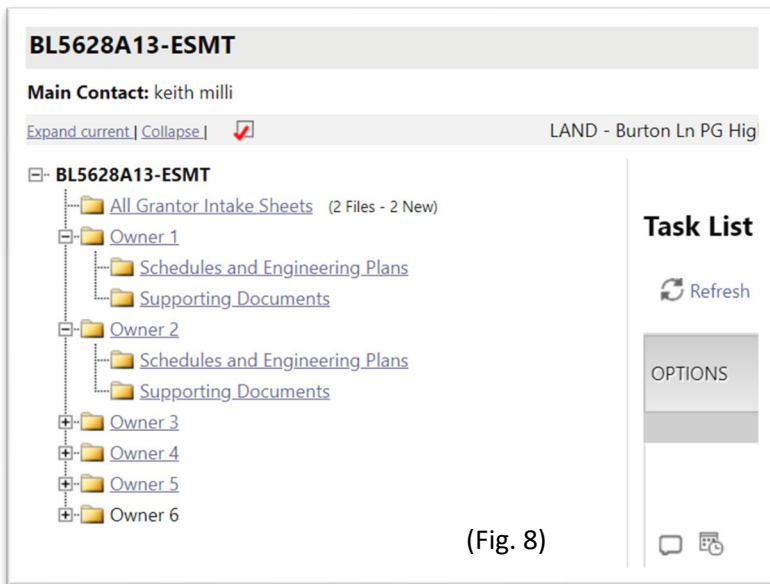 BL5628A13-ESMT
Main Contact: keith milli
Expand current | Collapse |
LAND - Burton Ln PG Hig
BL5628A13-ESMT
All Grantor Intake Sheets (2 Files - 2 New)
Owner 1
Schedules and Engineering Plans
Supporting Documents
Owner 2
Schedules and Engineering Plans
Supporting Documents
Owner 3
Owner 4
Owner 5
Owner 6
Task List
Refresh
OPTIONS
(Fig. 8)